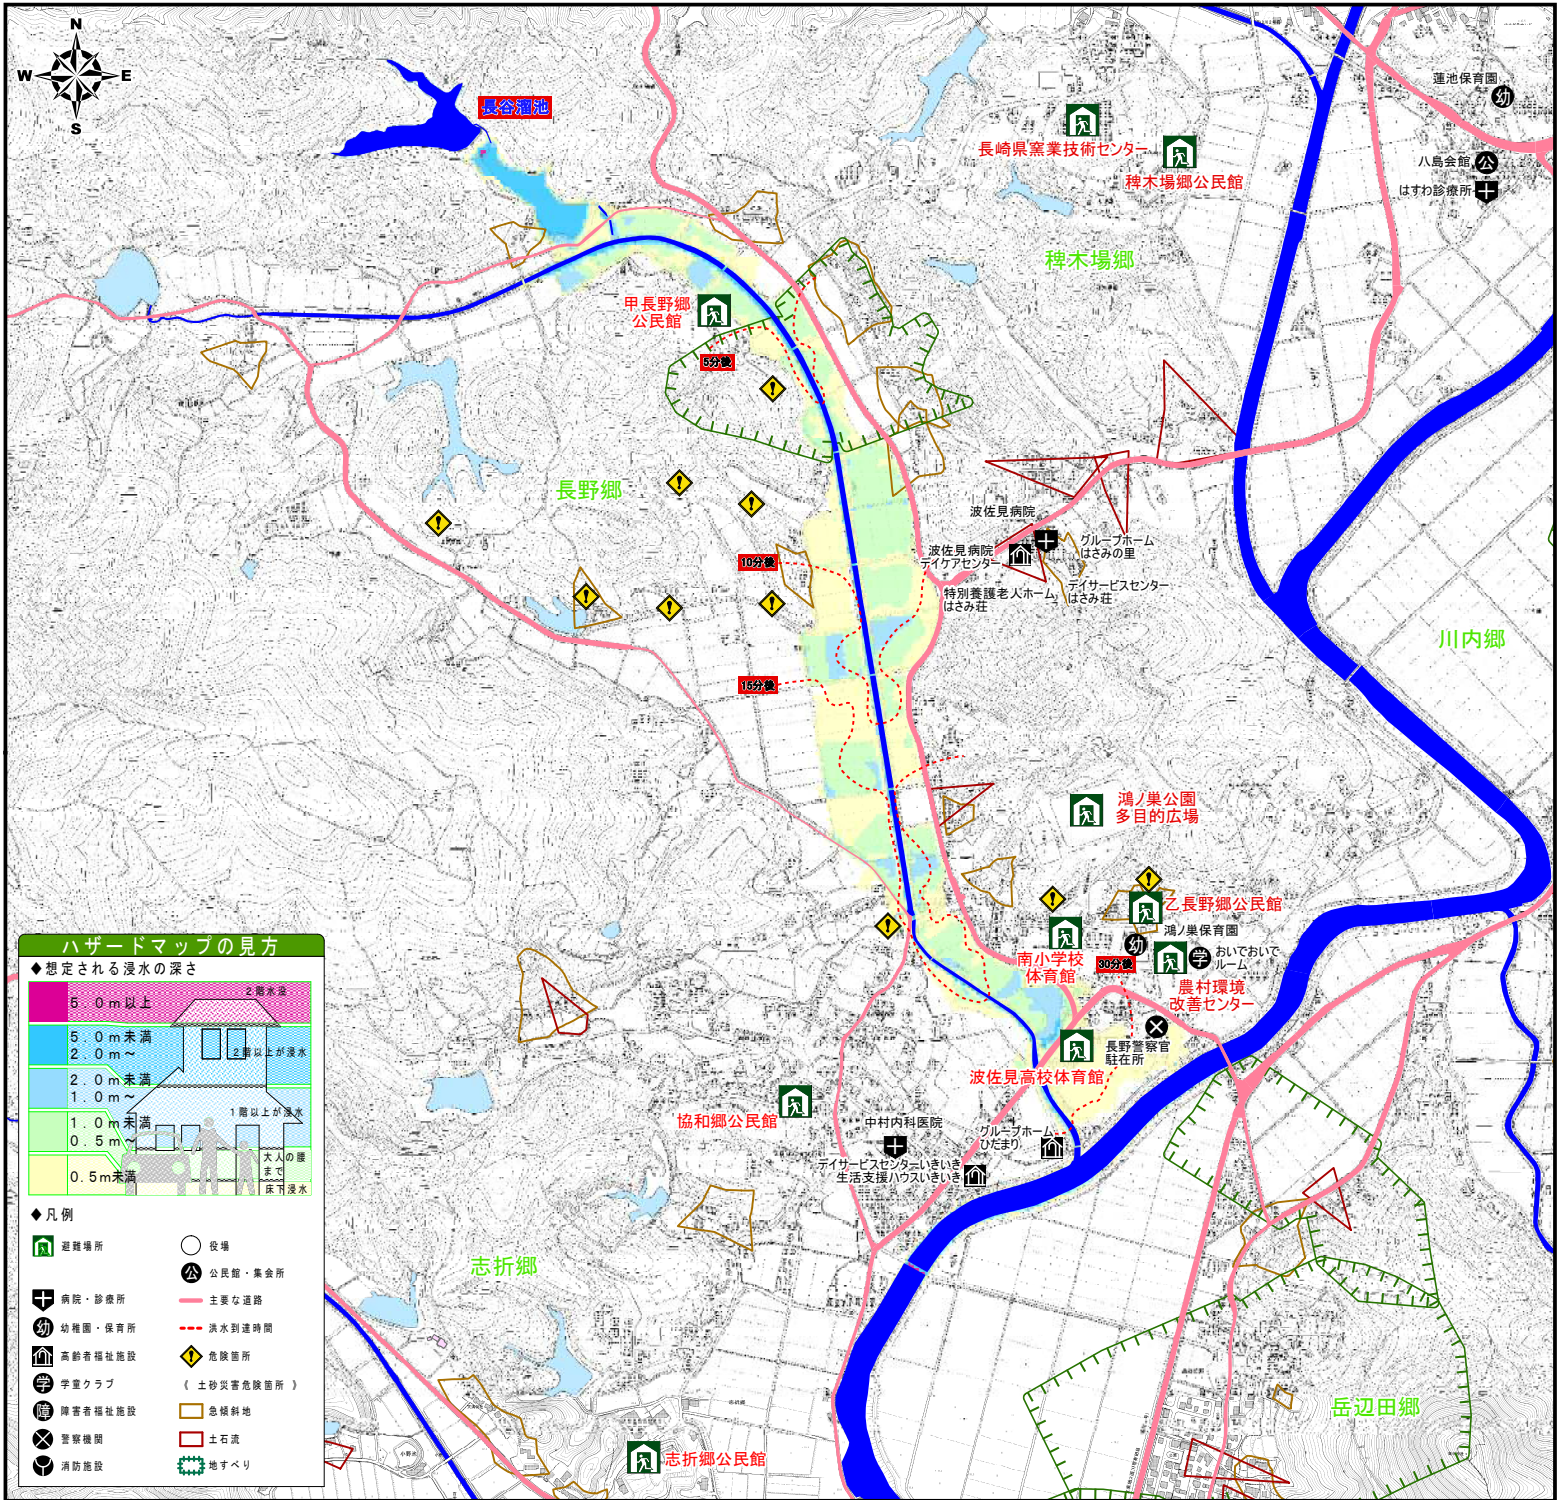 N
W
E
S
長谷溜池
蓮池保育園
幼
長崎県窯業技術センター
八島会館
公
稗木場郷公民館
はすわ診療所
稗木場郷
甲長野郷
公民館
5分後
長野郷
波佐見病院
波佐見病院
デイケアセンター
グループホーム
はさみの里
10分後
特別養護老人ホーム
はさみ荘
デイサービスセンター
はさみ荘
川内郷
15分後
鴻ノ巣公園
多目的広場
乙長野郷公民館
鴻ノ巣保育園
幼
南小学校
体育館
30分後
学
おいでおいで
ルーム
農村環境
改善センター
長野警察官
駐在所
波佐見高校体育館
協和郷公民館
中村内科医院
グループホーム
ひだまり
デイサービスセンターいきいき
生活支援ハウスいきいき
志折郷
岳辺田郷
志折郷公民館
ハザードマップの見方
◆想定される浸水の深さ
5.0m以上
2階水没
5.0m未満
2.0m～
2階以上が浸水
2.0m未満
1.0m～
1階以上が浸水
1.0m未満
0.5m～
大人の腰
まで
0.5m未満
床下浸水
◆凡例
避難場所
役場
公
公民館・集会所
病院・診療所
主要な道路
幼
幼稚園・保育所
洪水到達時間
高齢者福祉施設
危険箇所
学
学童クラブ
《 土砂災害危険箇所 》
障
障害者福祉施設
急傾斜地
警察機関
土石流
消防施設
地すべり